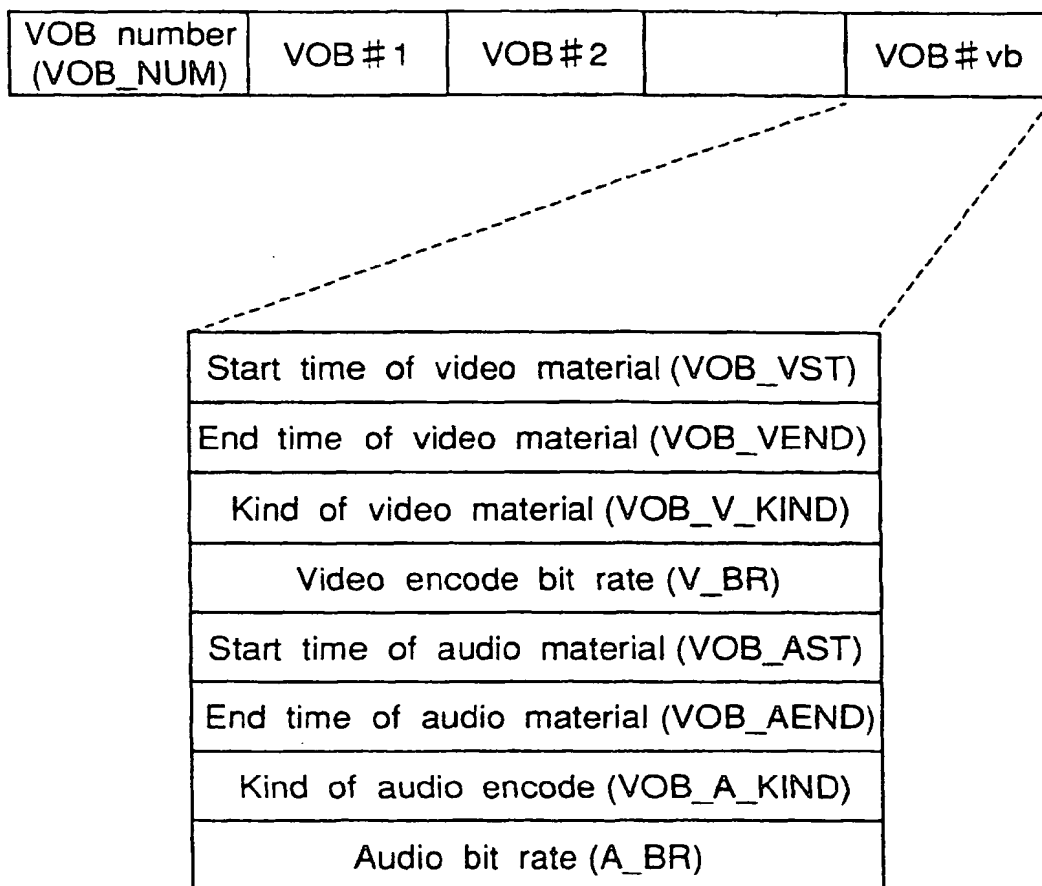 VOB number
(VOB_NUM)
VOB#1
VOB#2
VOB#vb
Start time of video material (VOB_VST)
End time of video material (VOB_VEND)
Kind of video material (VOB_V_KIND)
Video encode bit rate (V_BR)
Start time of audio material (VOB_AST)
End time of audio material (VOB_AEND)
Kind of audio encode (VOB_A_KIND)
Audio bit rate (A_BR)